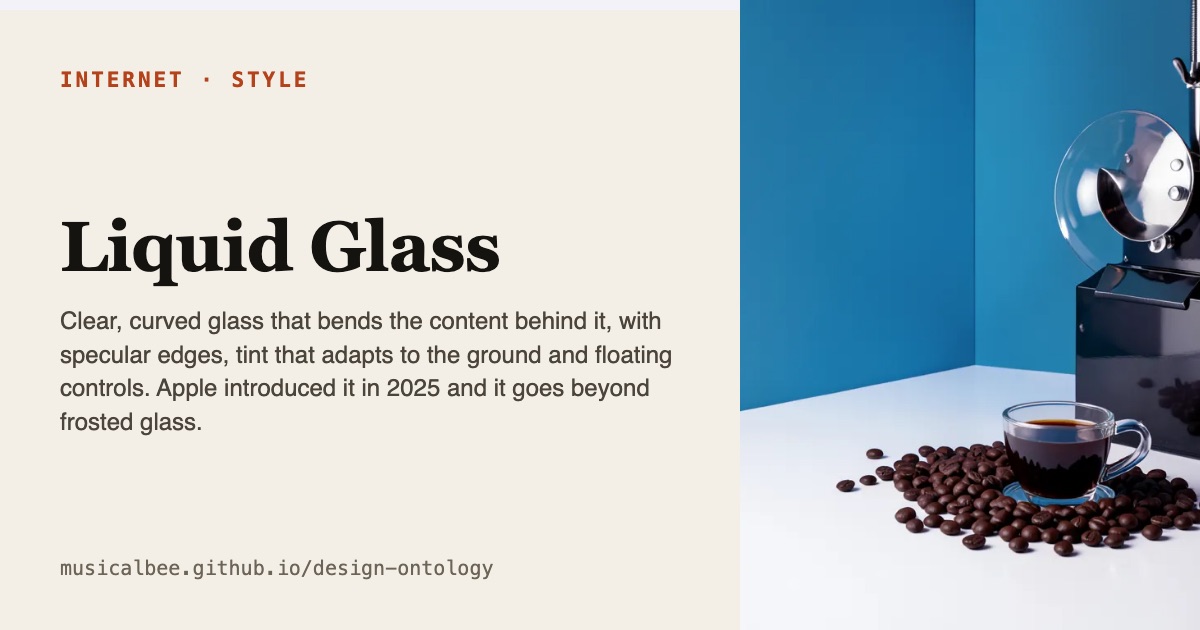 INTERNET · STYLE
Liquid Glass
Clear, curved glass that bends the content behind it, with
specular edges, tint that adapts to the ground and floating
controls. Apple introduced it in 2025 and it goes beyond
frosted glass.
musicalbee.github.io/design-ontology